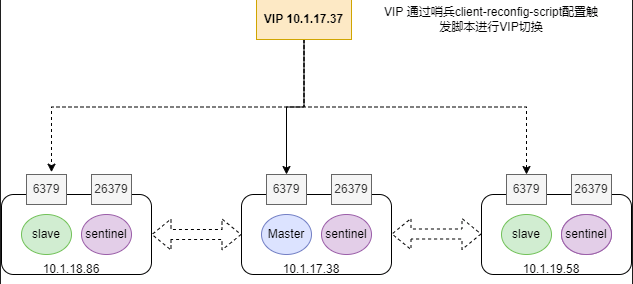 VIP 10.1.17.37
VIP 通过哨兵client-reconfig-script配置触
发脚本进行VIP切换
6379
26379
6379
26379
6379
26379
slave
sentinel
Master
sentinel
slave
sentinel
10.1.18.86
10.1.17.38
10.1.19.58